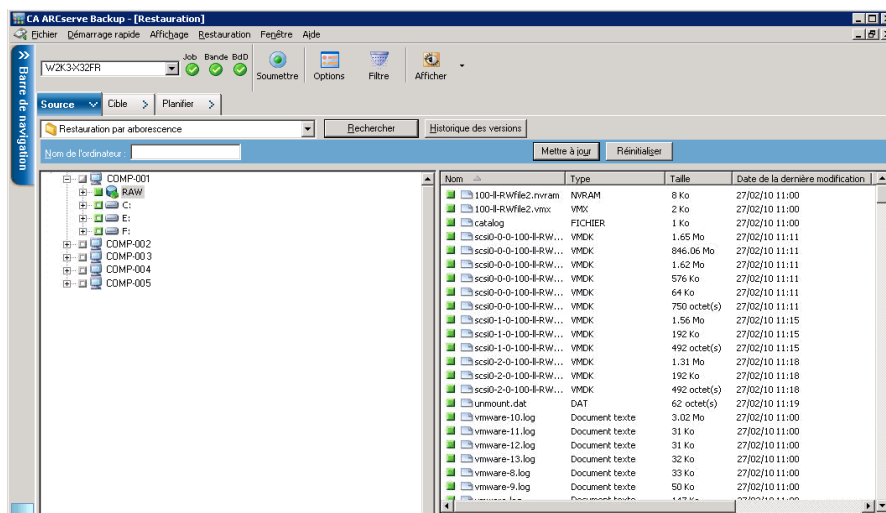 CA ARCserve Backup - [Restauration]
Fichier Démarrage rapide Affichage Restauration Fenêtre Aide
W2K3X32FR
Job Bande BdD
Soumettre Options Filtre Afficher
Barre de navigation
Source Cible Planifier
Restauration par arborescence Rechercher Historique des versions
Nom de l'ordinateur : Mettre à jour Réinitialiser
COMP-001
RAW
C:
E:
F:
COMP-002
COMP-003
COMP-004
COMP-005
Nom Type Taille Date de la dernière modification
100-ll-RWfile2.nvram NVRAM 8 Ko 27/02/10 11:00
100-ll-RWfile2.vmx VMX 2 Ko 27/02/10 11:00
catalog FICHIER 1 Ko 27/02/10 11:00
scsi0-0-0-100-ll-RW... VMDK 1.65 Mo 27/02/10 11:11
scsi0-0-0-100-ll-RW... VMDK 846.06 Mo 27/02/10 11:11
scsi0-0-0-100-ll-RW... VMDK 1.62 Mo 27/02/10 11:11
scsi0-0-0-100-ll-RW... VMDK 576 Ko 27/02/10 11:11
scsi0-0-0-100-ll-RW... VMDK 64 Ko 27/02/10 11:11
scsi0-0-0-100-ll-RW... VMDK 750 octet(s) 27/02/10 11:11
scsi0-1-0-100-ll-RW... VMDK 1.56 Mo 27/02/10 11:15
scsi0-1-0-100-ll-RW... VMDK 192 Ko 27/02/10 11:15
scsi0-1-0-100-ll-RW... VMDK 492 octet(s) 27/02/10 11:15
scsi0-2-0-100-ll-RW... VMDK 1.31 Mo 27/02/10 11:18
scsi0-2-0-100-ll-RW... VMDK 192 Ko 27/02/10 11:18
scsi0-2-0-100-ll-RW... VMDK 492 octet(s) 27/02/10 11:18
unmount.dat DAT 62 octet(s) 27/02/10 11:19
vmware-10.log Document texte 3.02 Mo 27/02/10 11:00
vmware-11.log Document texte 31 Ko 27/02/10 11:00
vmware-12.log Document texte 31 Ko 27/02/10 11:00
vmware-13.log Document texte 32 Ko 27/02/10 11:00
vmware-8.log Document texte 33 Ko 27/02/10 11:00
vmware-9.log Document texte 50 Ko 27/02/10 11:00